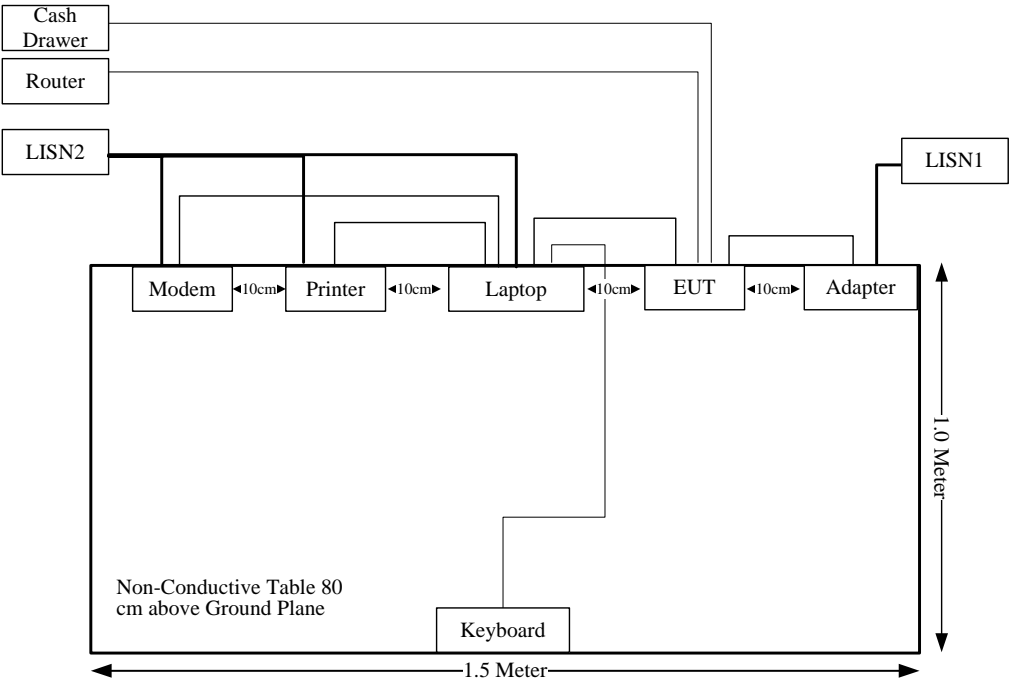 Cash
Drawer
Router
LISN2
LISN1
Modem
10cm
Printer
10cm
Laptop
10cm
EUT
10cm
Adapter
1.0 Meter
Non-Conductive Table 80
cm above Ground Plane
Keyboard
1.5 Meter